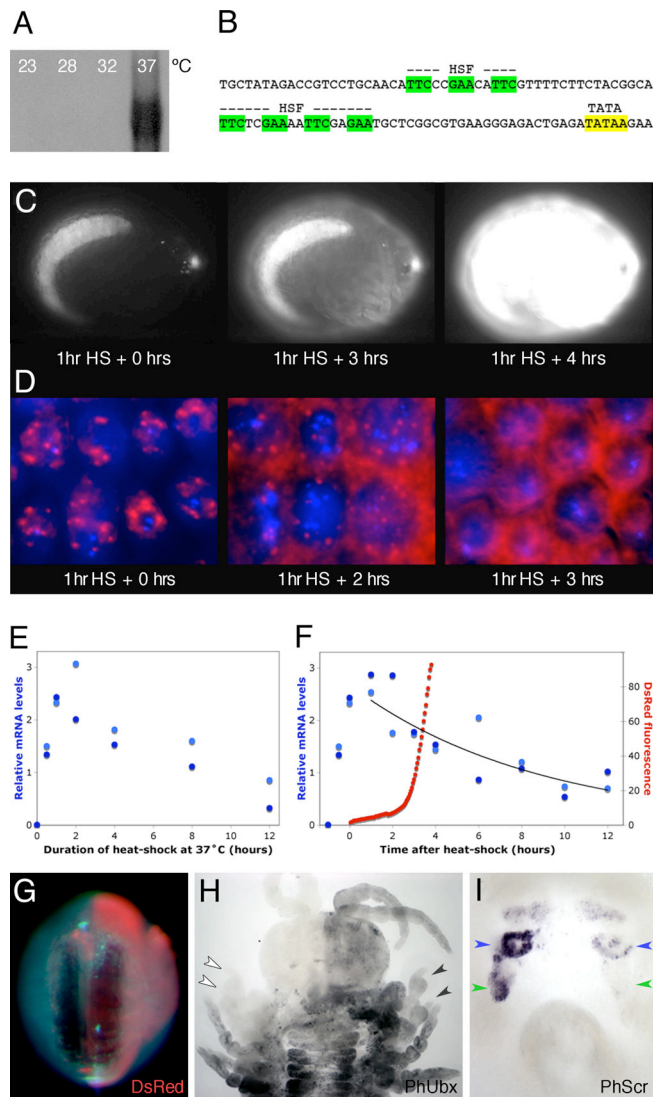 A
23 28 32 37 ºC
B
---- HSF ----
TGCTATAGACCGTCCTGCAACATTCCCGAACATTCGTTTTCTTCTACGGCA
------ HSF ------- TATA
TTCTCGAAAATTCGAGAATGCTCGGCGTGAAGGGAGACTGAGATATAAGAA
C
1hr HS + 0 hrs
1hr HS + 3 hrs
1hr HS + 4 hrs
D
1hr HS + 0 hrs
1hr HS + 2 hrs
1hr HS + 3 hrs
E
Relative mRNA levels
3
2
1
0
0 2 4 6 8 10 12
Duration of heat-shock at 37˚C (hours)
F
Relative mRNA levels
3
2
1
0
0 2 4 6 8 10 12
Time after heat-shock (hours)
80
60
40
20
0
DsRed fluorescence
G
DsRed
H
PhUbx
I
PhScr